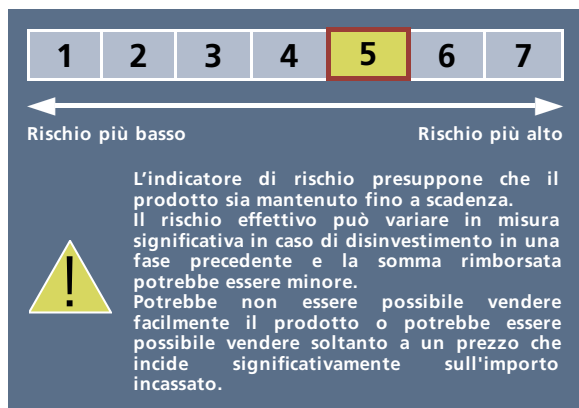 1 2 3 4 5 6 7
Rischio più basso Rischio più alto
L'indicatore di rischio presuppone che il
prodotto sia mantenuto fino a scadenza.
Il rischio effettivo può variare in misura
significativa in caso di disinvestimento in una
fase precedente e la somma rimborsata
potrebbe essere minore.
Potrebbe non essere possibile vendere
facilmente il prodotto o potrebbe essere
possibile vendere soltanto a un prezzo che
incide significativamente sull'importo
incassato.
!